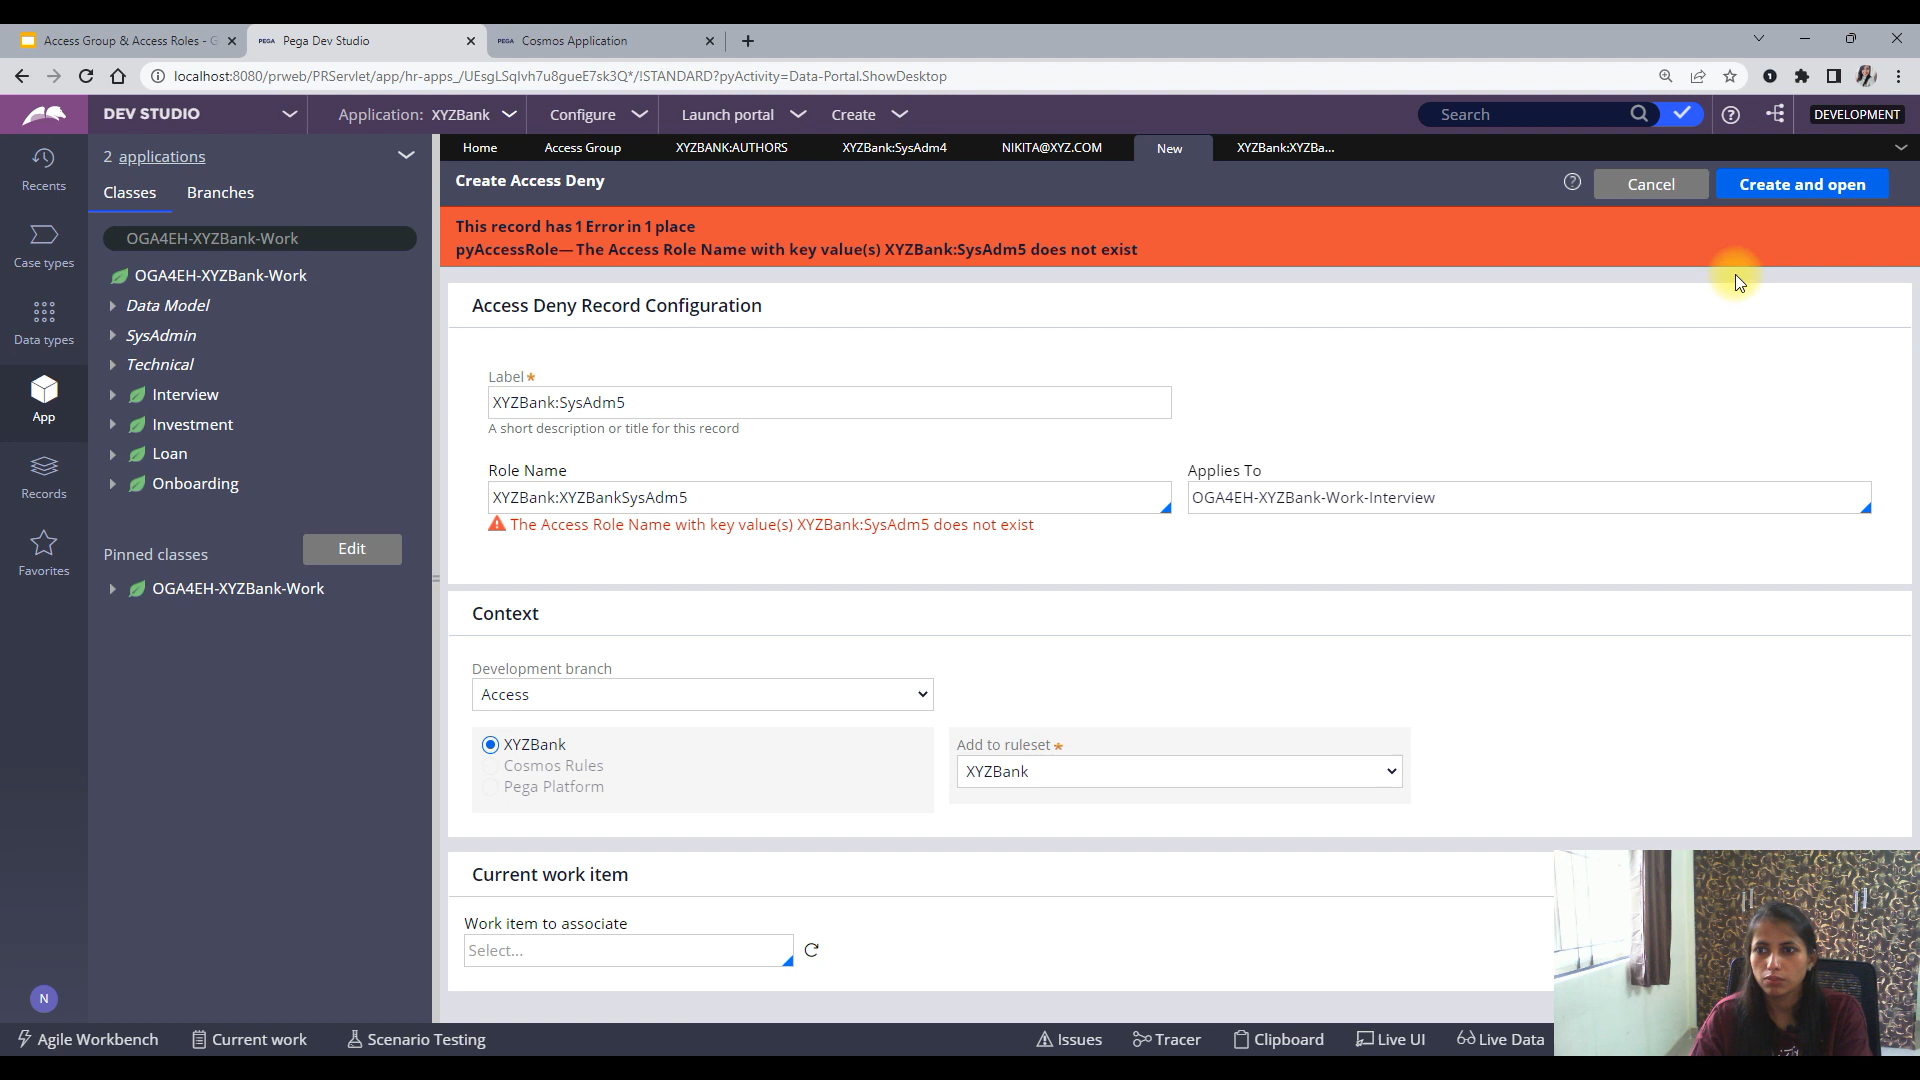 Access Group & Access Roles - G
PEGA Pega Dev Studio
PEGA Cosmos Application
localhost:8080/prweb/PRServlet/app/hr-apps_/UEsgLSqIvh7u8gueE7sk3Q*/!STANDARD?pyActivity=Data-Portal.ShowDesktop
DEV STUDIO
Application: XYZBank
Configure
Launch portal
Create
Search
DEVELOPMENT
Recents
Case types
Data types
App
Records
Favorites
N
2 applications
Classes
Branches
OGA4EH-XYZBank-Work
OGA4EH-XYZBank-Work
Data Model
SysAdmin
Technical
Interview
Investment
Loan
Onboarding
Pinned classes
Edit
OGA4EH-XYZBank-Work
Home
Access Group
XYZBANK:AUTHORS
XYZBank:SysAdm4
NIKITA@XYZ.COM
New
XYZBank:XYZBa...
Create Access Deny
Cancel
Create and open
This record has 1 Error in 1 place
pyAccessRole— The Access Role Name with key value(s) XYZBank:SysAdm5 does not exist
Access Deny Record Configuration
Label *
XYZBank:SysAdm5
A short description or title for this record
Role Name
XYZBank:XYZBankSysAdm5
The Access Role Name with key value(s) XYZBank:SysAdm5 does not exist
Applies To
OGA4EH-XYZBank-Work-Interview
Context
Development branch
Access
XYZBank
Cosmos Rules
Pega Platform
Add to ruleset *
XYZBank
Current work item
Work item to associate
Select...
Agile Workbench
Current work
Scenario Testing
Issues
Tracer
Clipboard
Live UI
Live Data